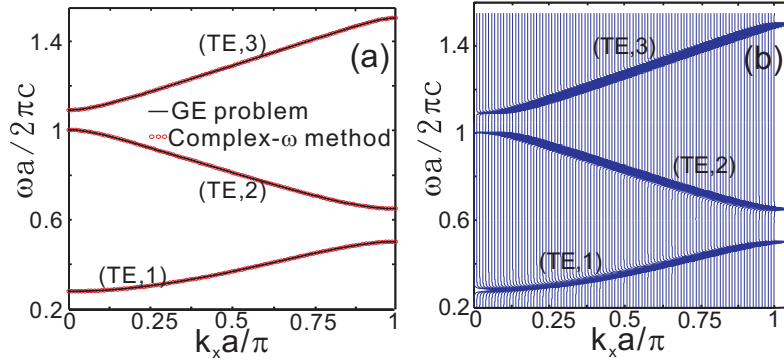 (a)
1.4
1
0.6
0.2
ωa/2πc
(TE,3)
GE problem
Complex-ω method
(TE,2)
(TE,1)
0
0.25
0.5
0.75
1
kₓa/π
(b)
1.4
1
0.6
0.2
ωa/2πc
(TE,3)
(TE,2)
(TE,1)
0
0.25
0.5
0.75
1
kₓa/π